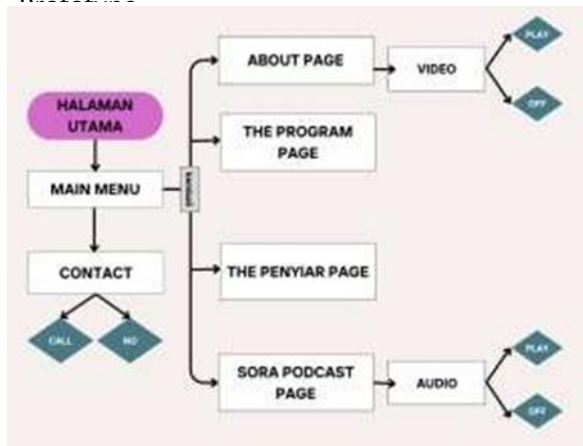 Prototype
HALAMAN
UTAMA
MAIN MENU
CONTACT
CALL
NO
ABOUT PAGE
VIDEO
PLAY
OFF
THE PROGRAM
PAGE
THE PENYIAR PAGE
SORA PODCAST
PAGE
AUDIO
PLAY
OFF